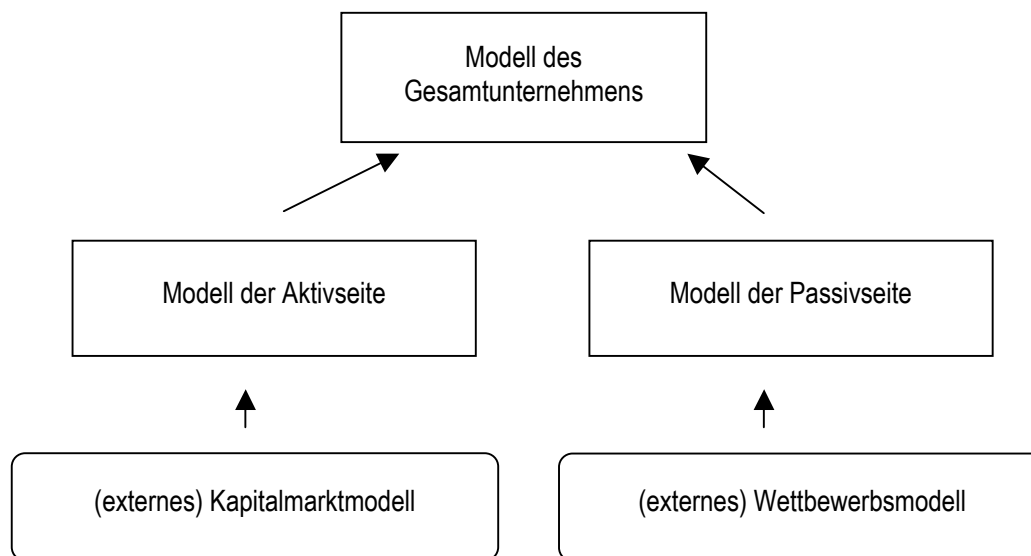 Modell des
Gesamtunternehmens
Modell der Aktivseite
Modell der Passivseite
(externes) Kapitalmarktmodell
(externes) Wettbewerbsmodell